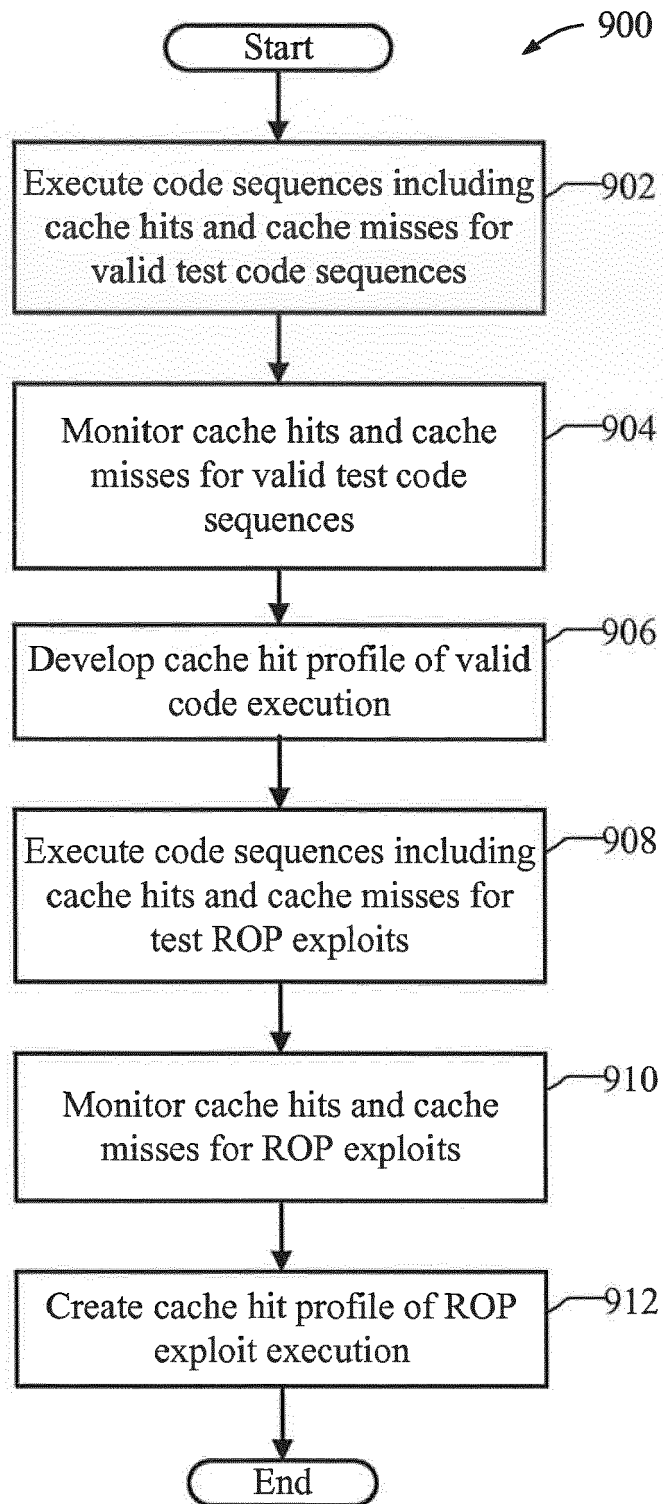 900
Start
Execute code sequences including
cache hits and cache misses for
valid test code sequences
902
Monitor cache hits and cache
misses for valid test code
sequences
904
Develop cache hit profile of valid
code execution
906
Execute code sequences including
cache hits and cache misses for
test ROP exploits
908
Monitor cache hits and cache
misses for ROP exploits
910
Create cache hit profile of ROP
exploit execution
912
End